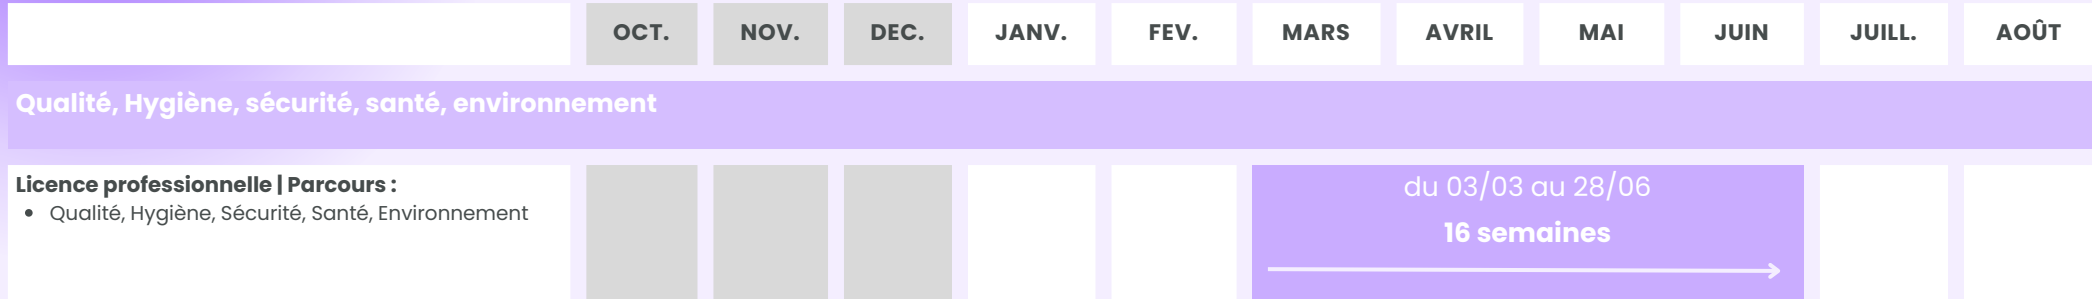 OCT. NOV. DEC. JANV. FEV. MARS AVRIL MAI JUIN JUILL. AOÛT
Qualité, Hygiène, sécurité, santé, environnement
Licence professionnelle | Parcours :
• Qualité, Hygiène, Sécurité, Santé, Environnement
du 03/03 au 28/06
16 semaines